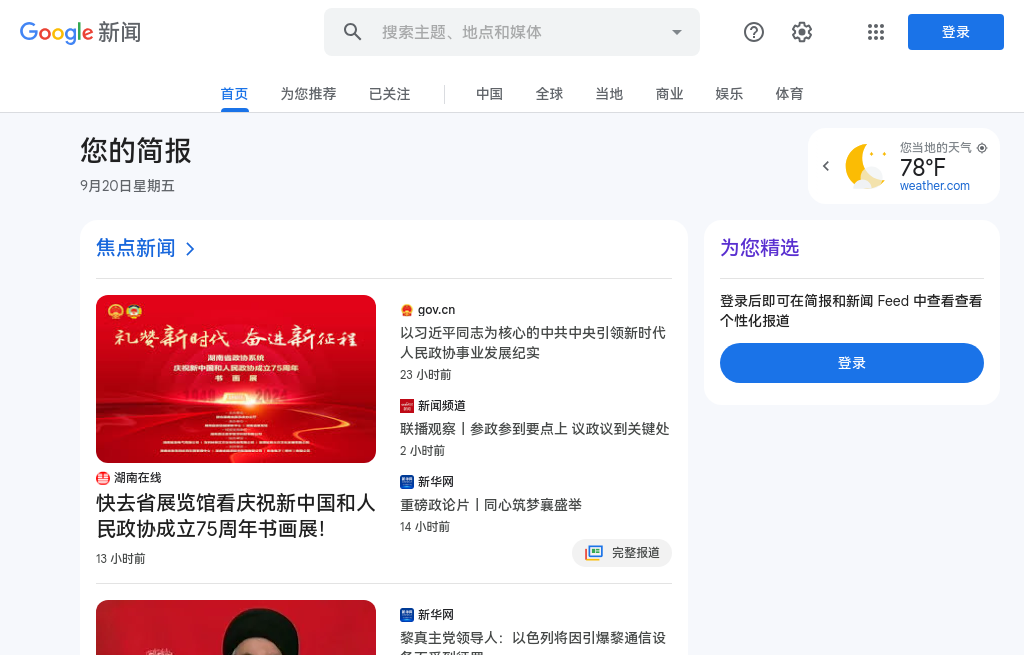 Google 新闻
搜索主题、地点和媒体
登录
首页
为您推荐
已关注
中国
全球
当地
商业
娱乐
体育
您的简报
9月20日星期五
您当地的天气
78°F
weather.com
焦点新闻
礼赞新时代 奋进新征程
湖南省政协系统
庆祝新中国和人民政协成立75周年
书画展
湖南在线
快去省展览馆看庆祝新中国和人
民政协成立75周年书画展！
13 小时前
gov.cn
以习近平同志为核心的中共中央引领新时代
人民政协事业发展纪实
23 小时前
新闻频道
联播观察丨参政参到要点上 议政议到关键处
2 小时前
新华网
重磅政论片丨同心筑梦襄盛举
14 小时前
完整报道
新华网
黎真主党领导人：以色列将因引爆黎通信设
为您精选
登录后即可在简报和新闻 Feed 中查看查看
个性化报道
登录